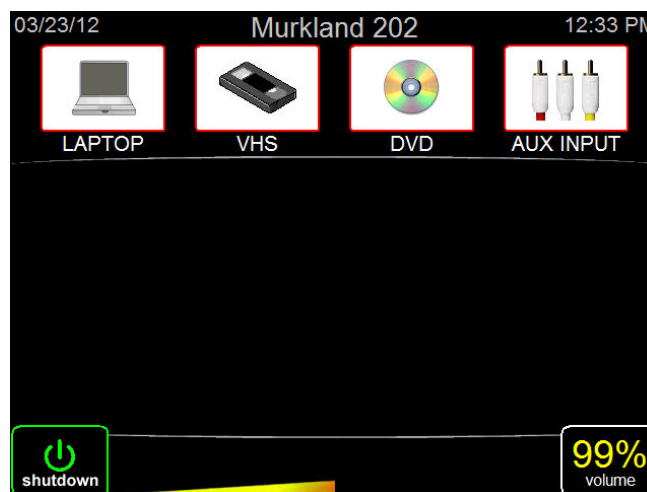 03/23/12 Murkland 202 12:33 PM
LAPTOP VHS DVD AUX INPUT
shutdown
99%
volume